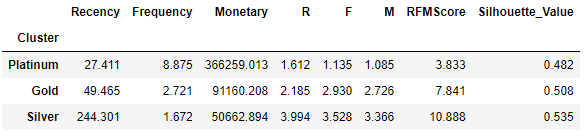 Recency Frequency Monetary R F M RFMScore Silhouette_Value
Cluster
Platinum 27.411 8.875 366259.013 1.612 1.135 1.085 3.833 0.482
Gold 49.465 2.721 91160.208 2.185 2.930 2.726 7.841 0.508
Silver 244.301 1.672 50662.894 3.994 3.528 3.366 10.888 0.535